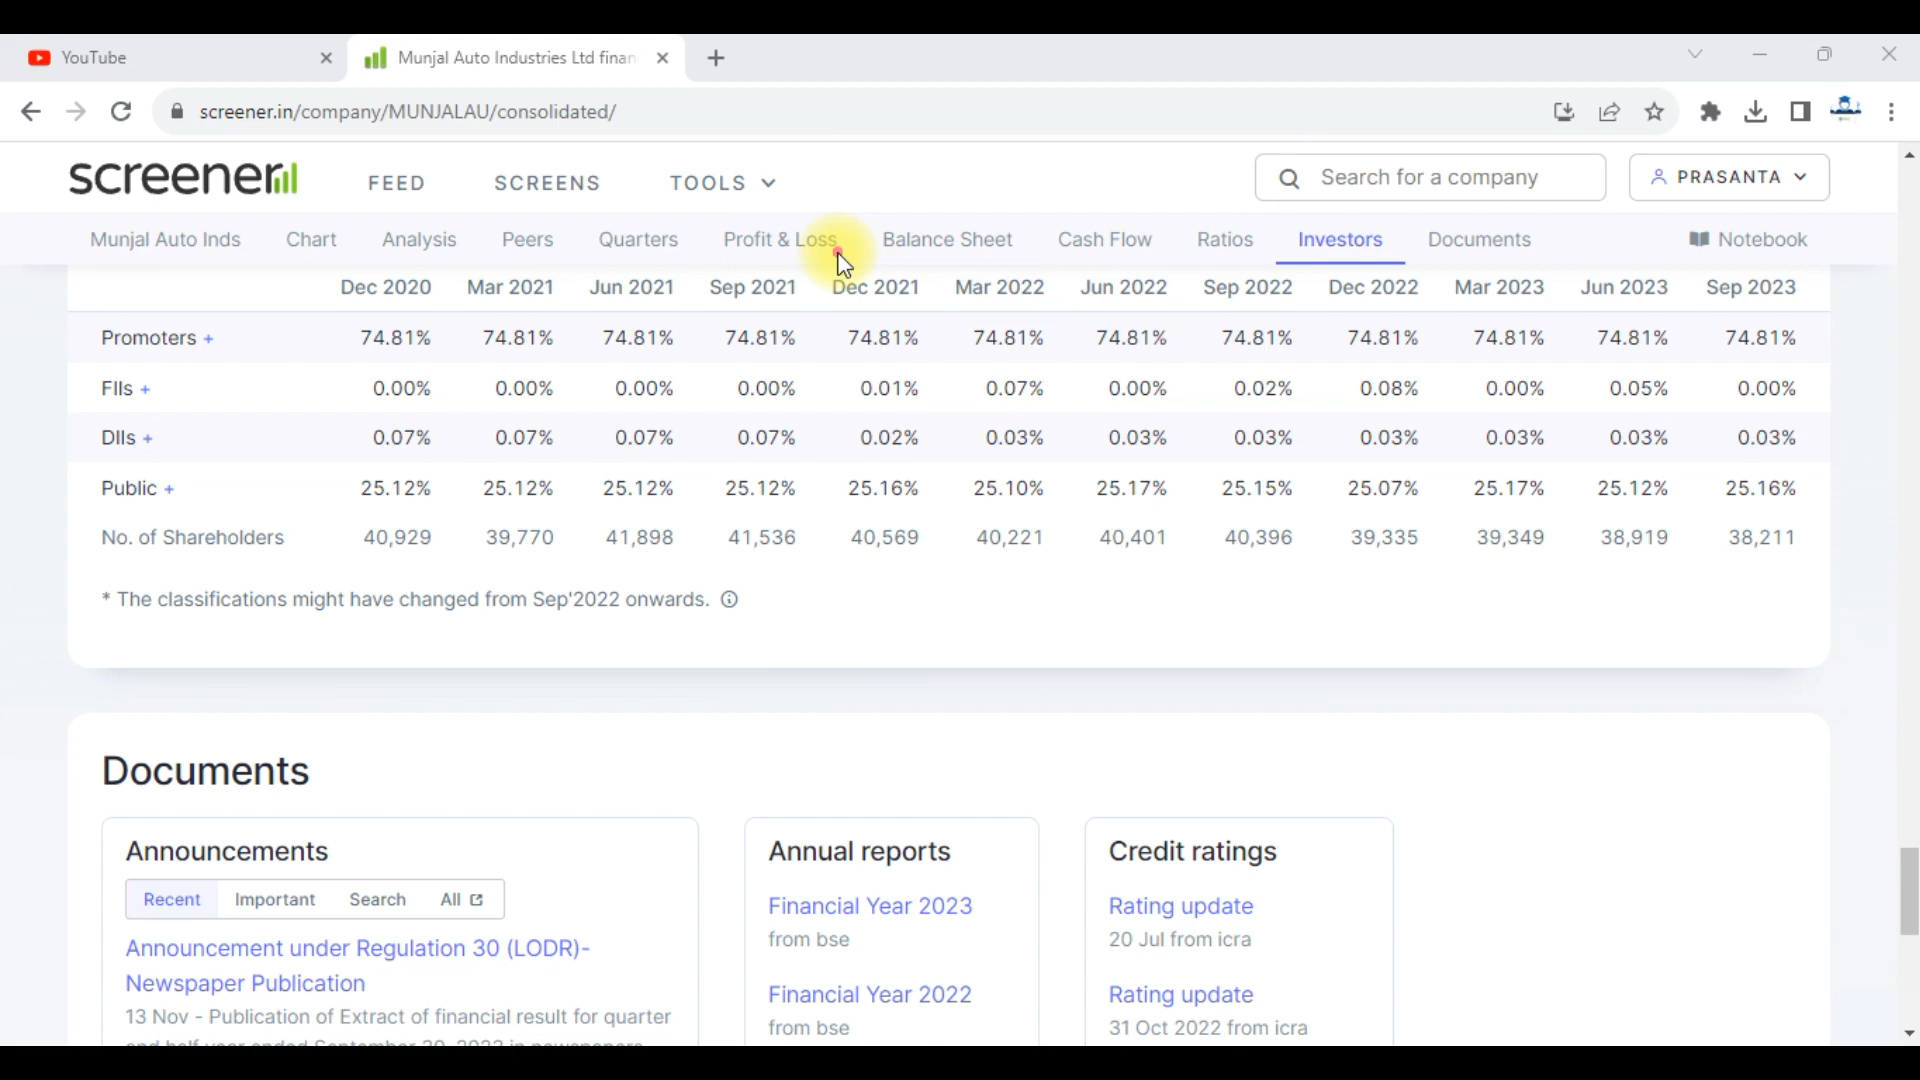 YouTube
Munjal Auto Industries Ltd finan
screener.in/company/MUNJALAU/consolidated/
screener
FEED
SCREENS
TOOLS
Search for a company
PRASANTA
Munjal Auto Inds
Chart
Analysis
Peers
Quarters
Profit & Loss
Balance Sheet
Cash Flow
Ratios
Investors
Documents
Notebook
Dec 2020 Mar 2021 Jun 2021 Sep 2021 Dec 2021 Mar 2022 Jun 2022 Sep 2022 Dec 2022 Mar 2023 Jun 2023 Sep 2023
Promoters + 74.81% 74.81% 74.81% 74.81% 74.81% 74.81% 74.81% 74.81% 74.81% 74.81% 74.81% 74.81%
FIIs + 0.00% 0.00% 0.00% 0.00% 0.01% 0.07% 0.00% 0.02% 0.08% 0.00% 0.05% 0.00%
DIIs + 0.07% 0.07% 0.07% 0.07% 0.02% 0.03% 0.03% 0.03% 0.03% 0.03% 0.03% 0.03%
Public + 25.12% 25.12% 25.12% 25.12% 25.16% 25.10% 25.17% 25.15% 25.07% 25.17% 25.12% 25.16%
No. of Shareholders 40,929 39,770 41,898 41,536 40,569 40,221 40,401 40,396 39,335 39,349 38,919 38,211
* The classifications might have changed from Sep'2022 onwards.
Documents
Announcements
Recent
Important
Search
All
Announcement under Regulation 30 (LODR)-
Newspaper Publication
13 Nov - Publication of Extract of financial result for quarter
and half year ended September 30, 2023 in newspapers
Annual reports
Financial Year 2023
from bse
Financial Year 2022
from bse
Credit ratings
Rating update
20 Jul from icra
Rating update
31 Oct 2022 from icra